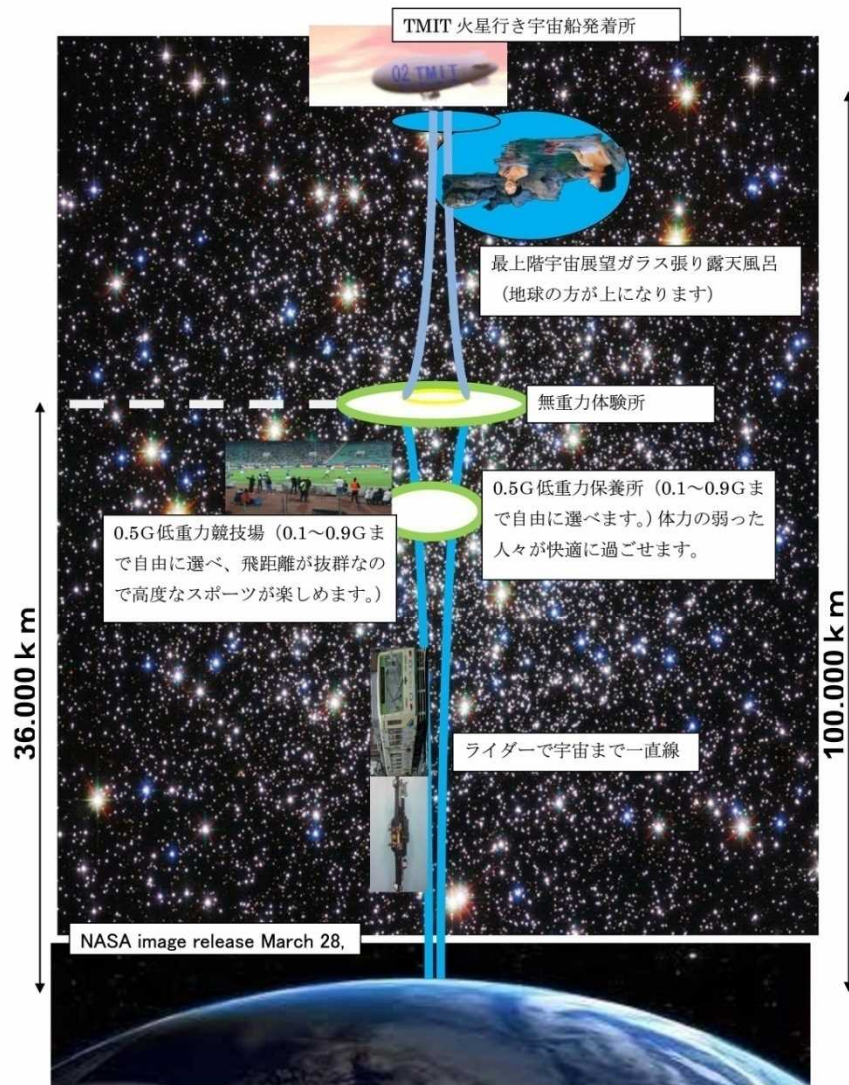 TMIT 火星行き宇宙船発着所
02 TMIT
最上階宇宙展望ガラス張り露天風呂
(地球の方が上になります)
無重力体験所
0.5G低重力保養所(0.1~0.9Gま
で自由に選べます。)体力の弱った
人々が快適に過ごせます。
0.5G低重力競技場(0.1~0.9Gま
で自由に選べ、飛距離が抜群なの
で高度なスポーツが楽しめます。)
36.000km
100.000km
ライダーで宇宙まで一直線
NASA image release March 28,